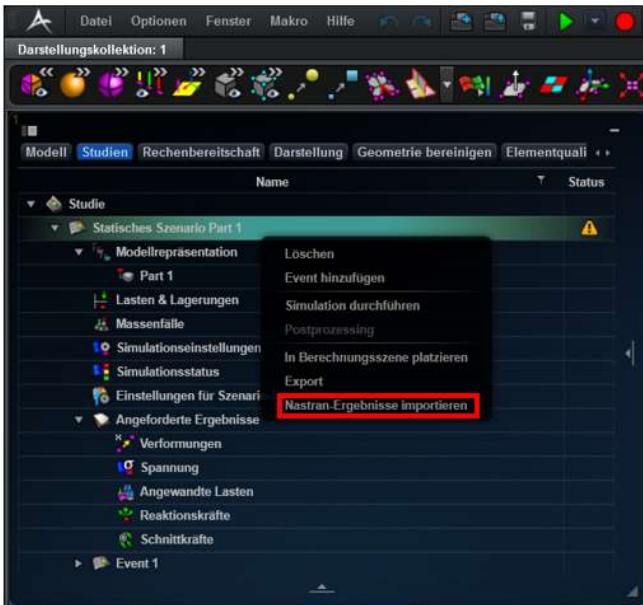 Datei Optionen Fenster Makro Hilfe
Darstellungskollektion: 1
1
Modell Studien Rechenbereitschaft Darstellung Geometrie bereinigen Elementquali
Name Status
Studie
Statisches Szenario Part 1
Modellrepräsentation
Part 1
Lasten & Lagerungen
Massenfälle
Simulationseinstellungen
Simulationsstatus
Einstellungen für Szenari
Angeforderte Ergebnisse
Verformungen
Spannung
Angewandte Lasten
Reaktionskräfte
Schnittkräfte
Event 1
Löschen
Event hinzufügen
Simulation durchführen
Postprozessing
In Berechnungsszene platzieren
Export
Nastran-Ergebnisse importieren